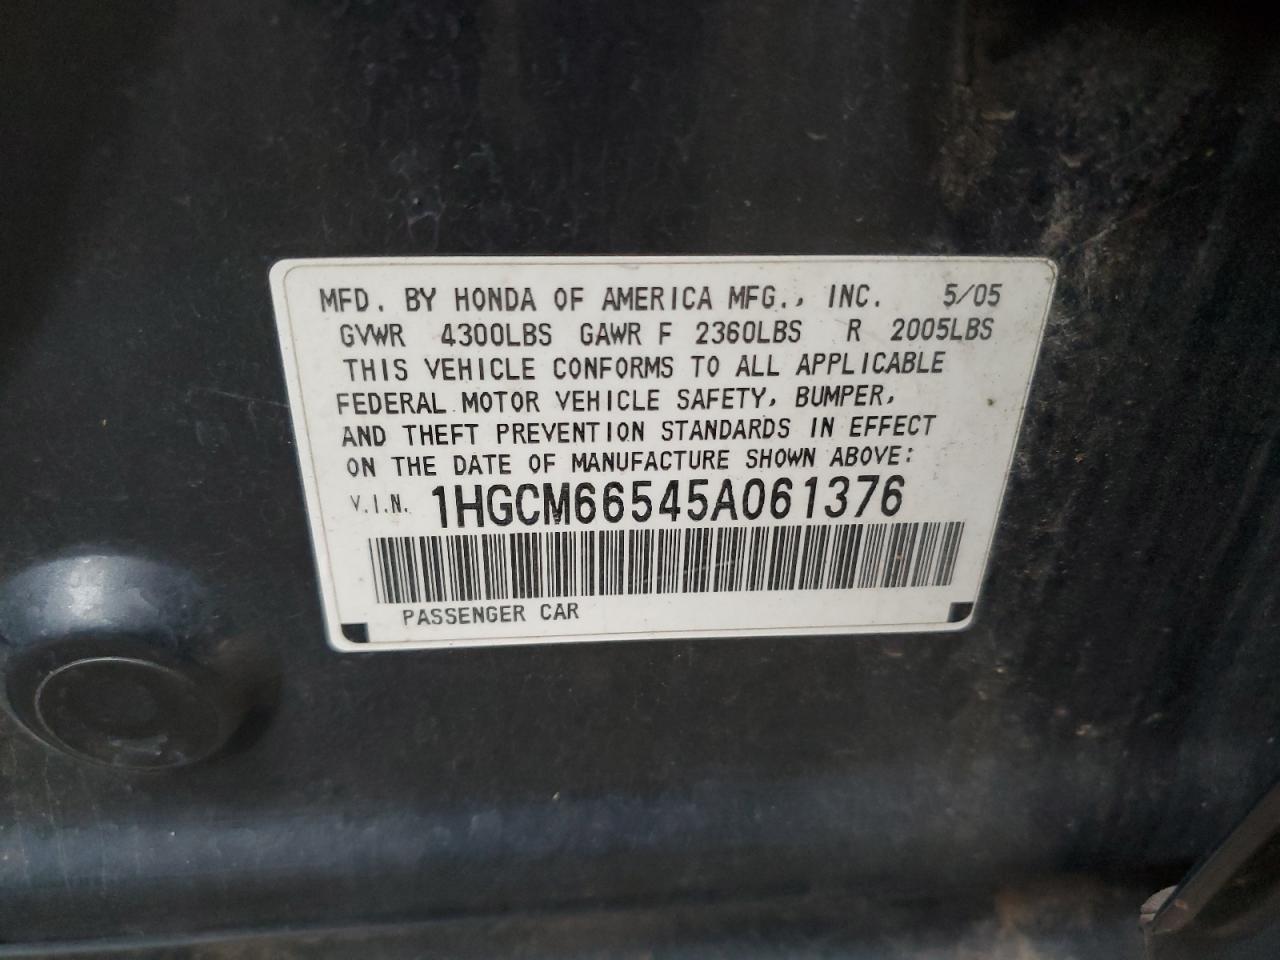 MFD. BY HONDA OF AMERICA MFG., INC. 5/05
GVWR 4300LBS GAWR F 2360LBS R 2005LBS
THIS VEHICLE CONFORMS TO ALL APPLICABLE
FEDERAL MOTOR VEHICLE SAFETY, BUMPER,
AND THEFT PREVENTION STANDARDS IN EFFECT
ON THE DATE OF MANUFACTURE SHOWN ABOVE:
V.I.N. 1HGCM66545A061376
PASSENGER CAR